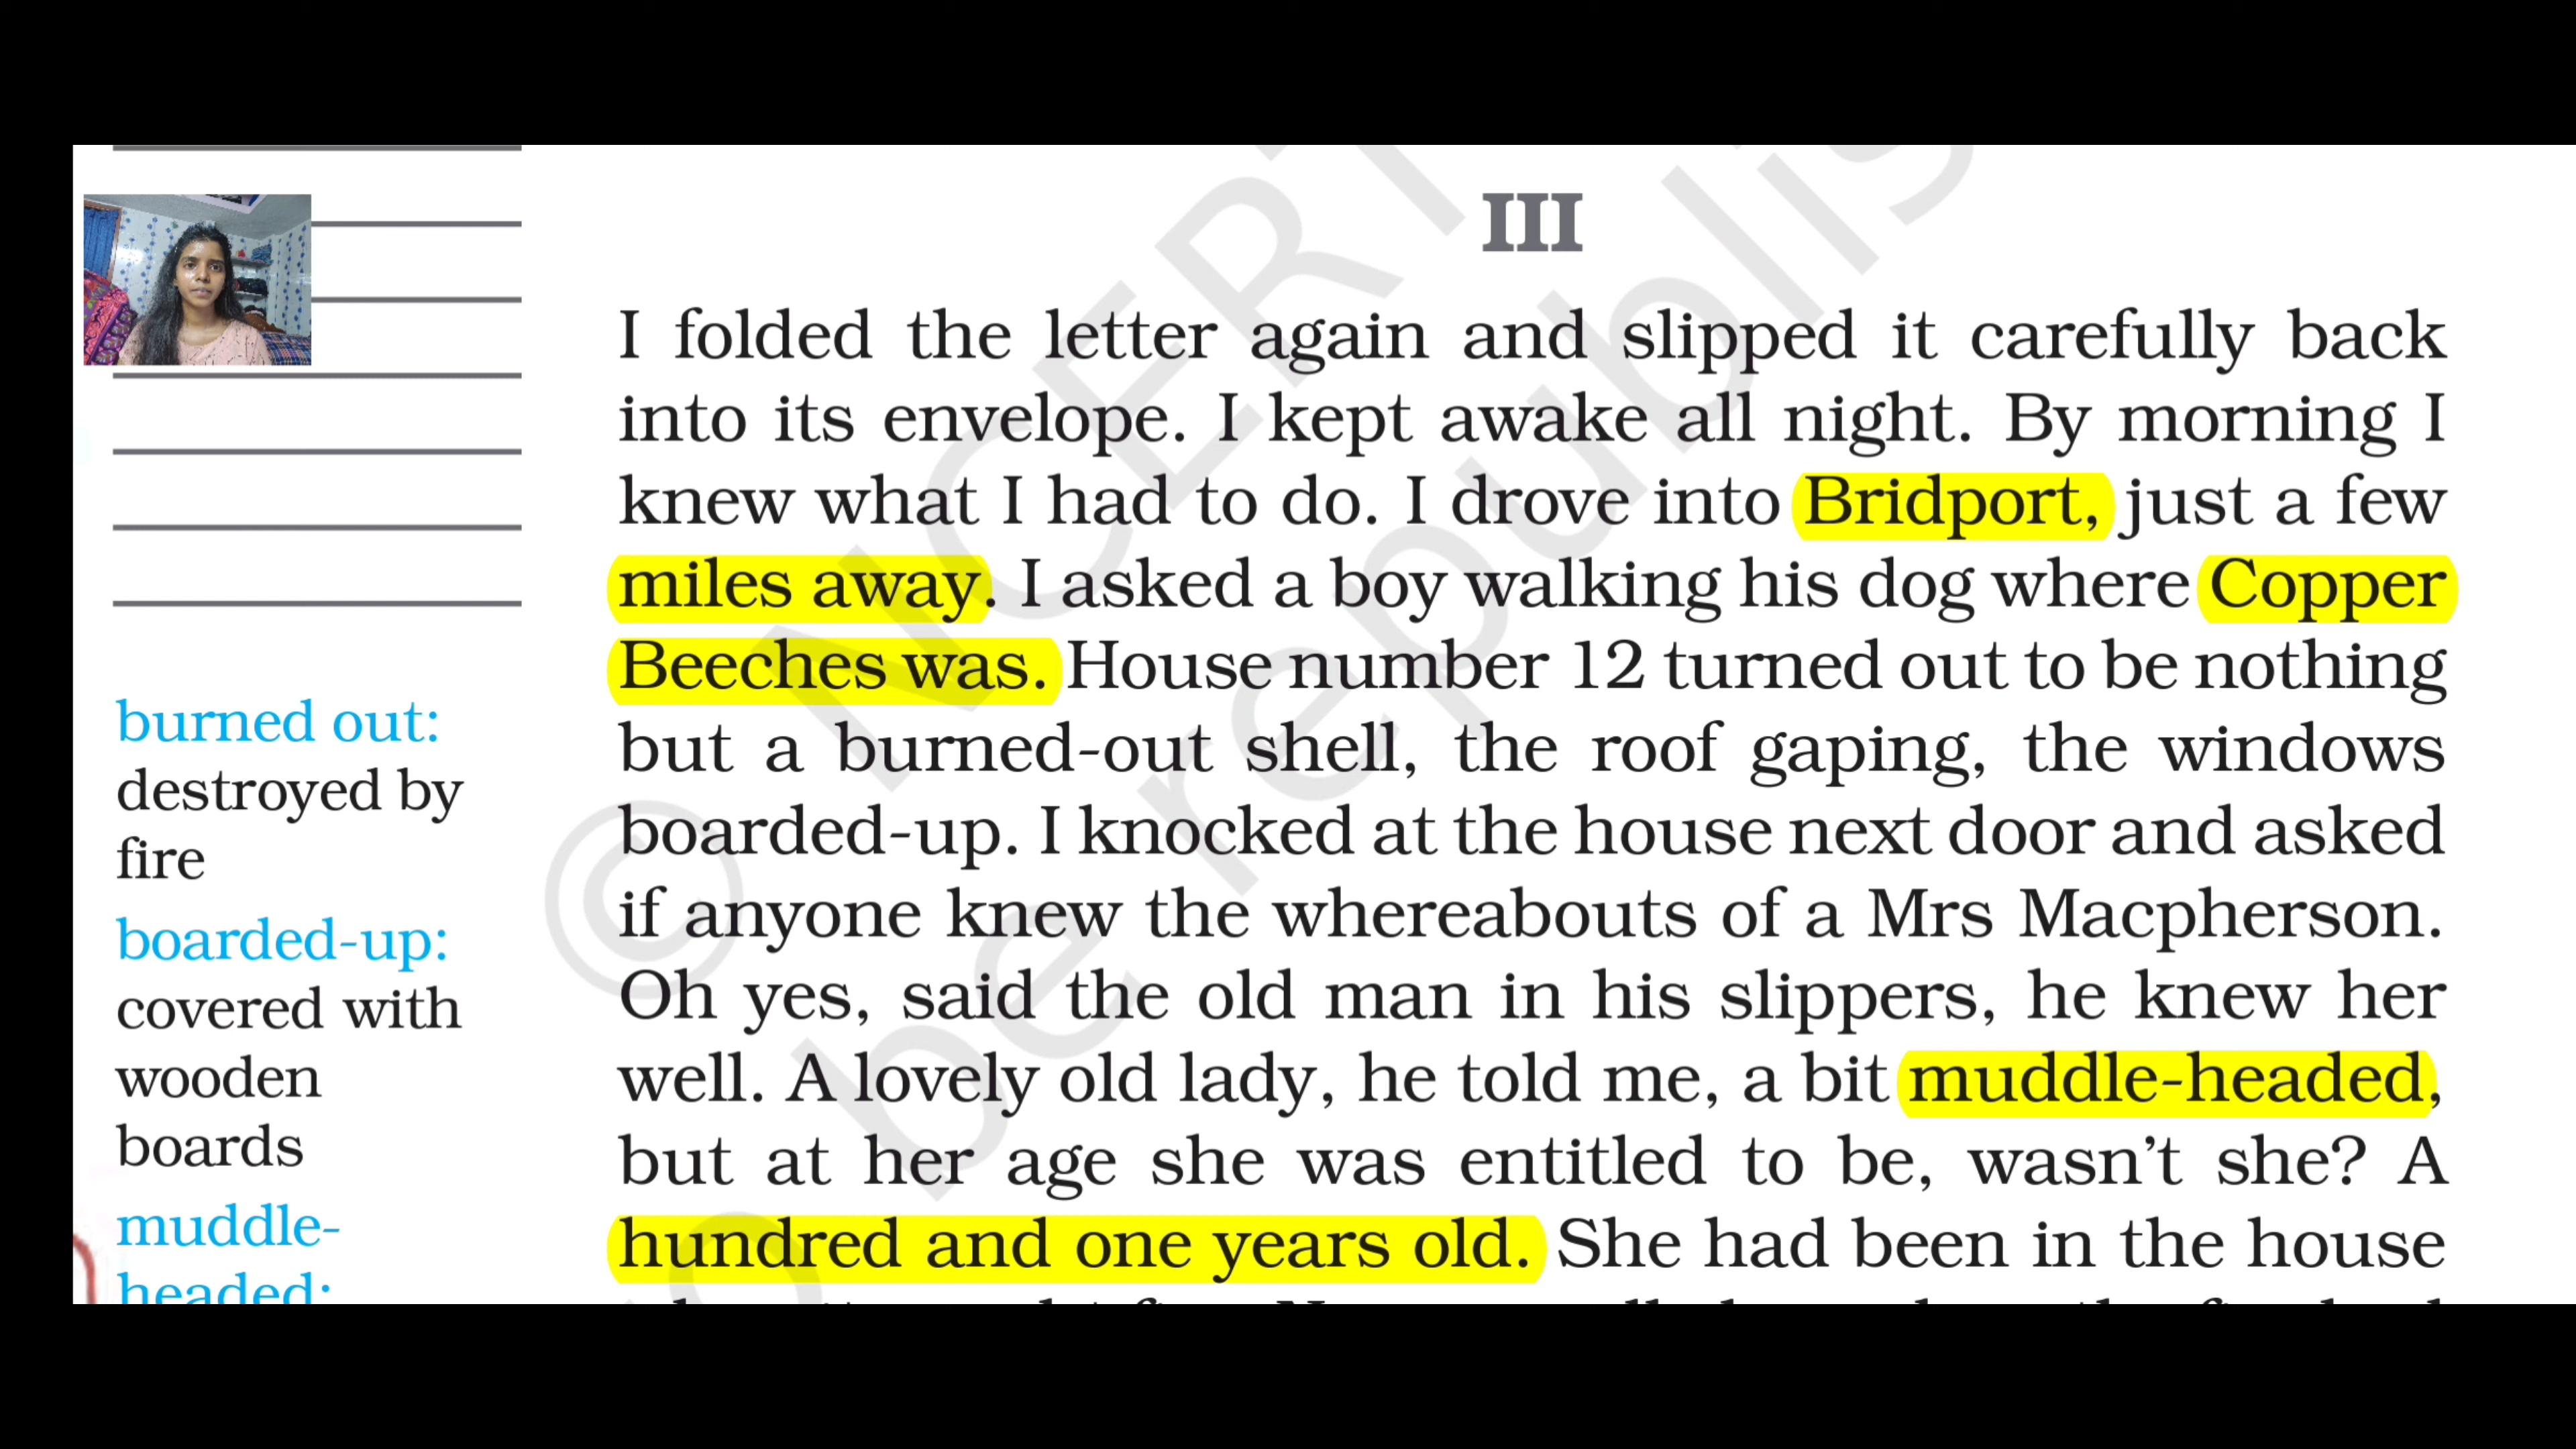 III
I folded the letter again and slipped it carefully back
into its envelope. I kept awake all night. By morning I
knew what I had to do. I drove into Bridport, just a few
miles away. I asked a boy walking his dog where Copper
Beeches was. House number 12 turned out to be nothing
but a burned-out shell, the roof gaping, the windows
boarded-up. I knocked at the house next door and asked
if anyone knew the whereabouts of a Mrs Macpherson.
Oh yes, said the old man in his slippers, he knew her
well. A lovely old lady, he told me, a bit muddle-headed,
but at her age she was entitled to be, wasn’t she? A
hundred and one years old. She had been in the house
burned out:
destroyed by
fire
boarded-up:
covered with
wooden
boards
muddle-
headed:
© NCERT
be republis